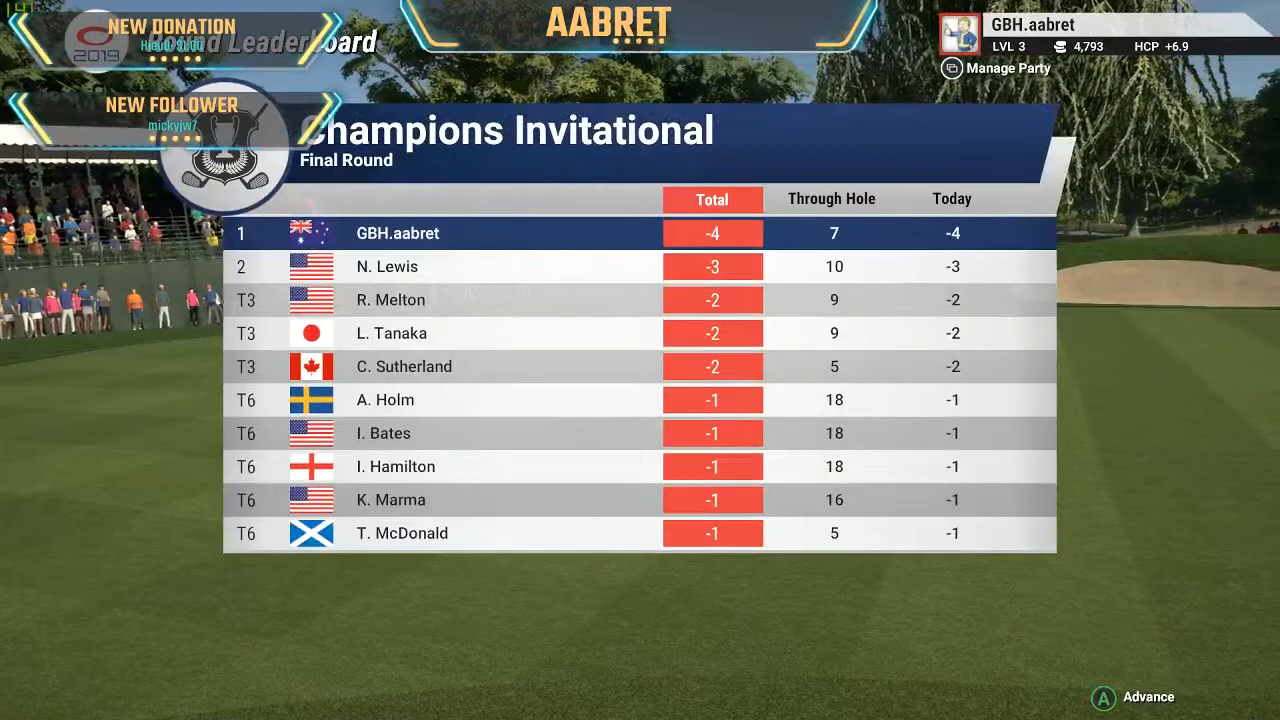 NEW DONATION
2019
Round Leaderboard
AABRET
GBH.aabret
LVL 3 4,793 HCP +6.9
Manage Party
NEW FOLLOWER
mickyjw7
Champions Invitational
Final Round
Total Through Hole Today
1 GBH.aabret -4 7 -4
2 N. Lewis -3 10 -3
T3 R. Melton -2 9 -2
T3 L. Tanaka -2 9 -2
T3 C. Sutherland -2 5 -2
T6 A. Holm -1 18 -1
T6 I. Bates -1 18 -1
T6 I. Hamilton -1 18 -1
T6 K. Marma -1 16 -1
T6 T. McDonald -1 5 -1
A Advance